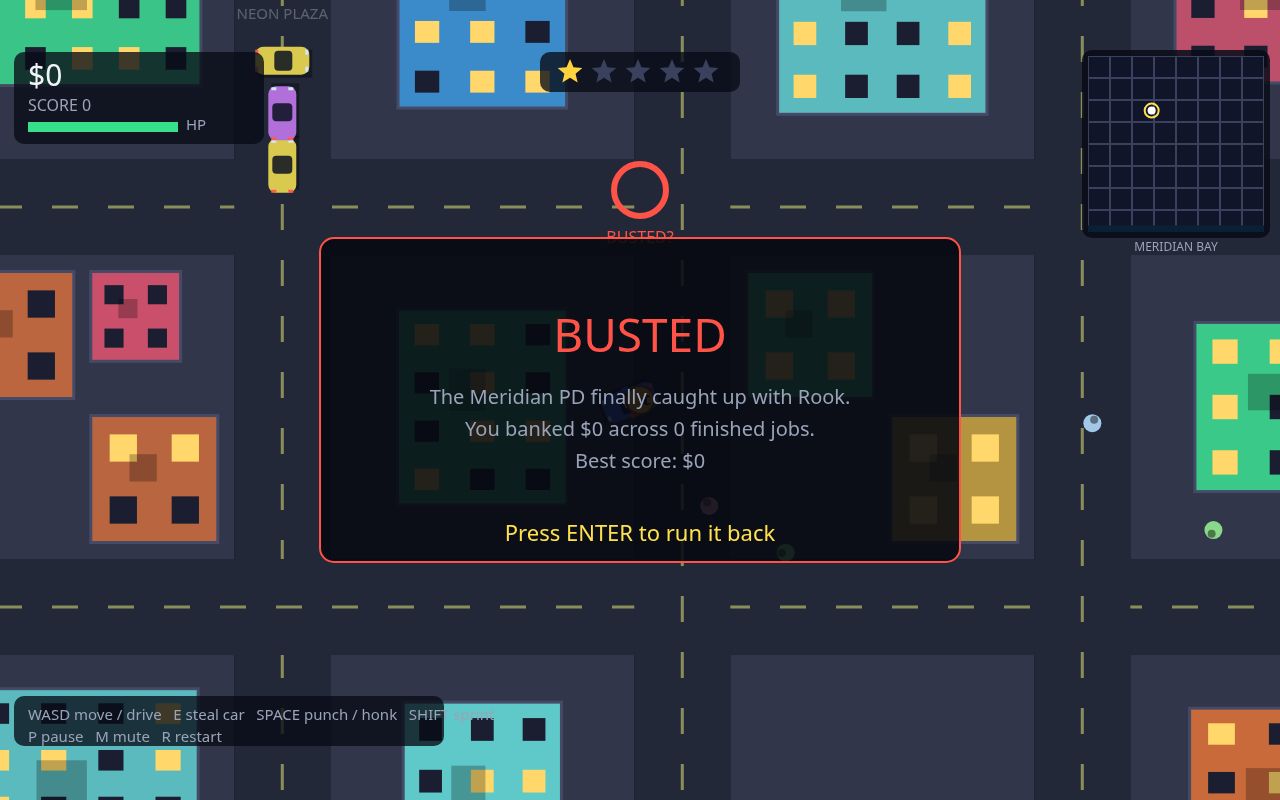 NEON PLAZA
$0
SCORE 0
HP
MERIDIAN BAY
BUSTED?
BUSTED
The Meridian PD finally caught up with Rook.
You banked $0 across 0 finished jobs.
Best score: $0
Press ENTER to run it back
WASD move / drive E steal car SPACE punch / honk SHIFT sprint
P pause M mute R restart